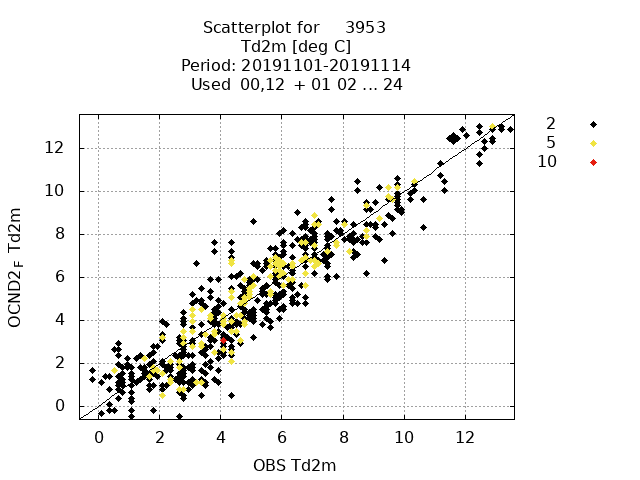 Scatterplot for 3953
Td2m [deg C]
Period: 20191101-20191114
Used 00,12 + 01 02 ... 24
2
5
10
12
10
8
6
4
2
0
OCND2_F Td2m
0 2 4 6 8 10 12
OBS Td2m